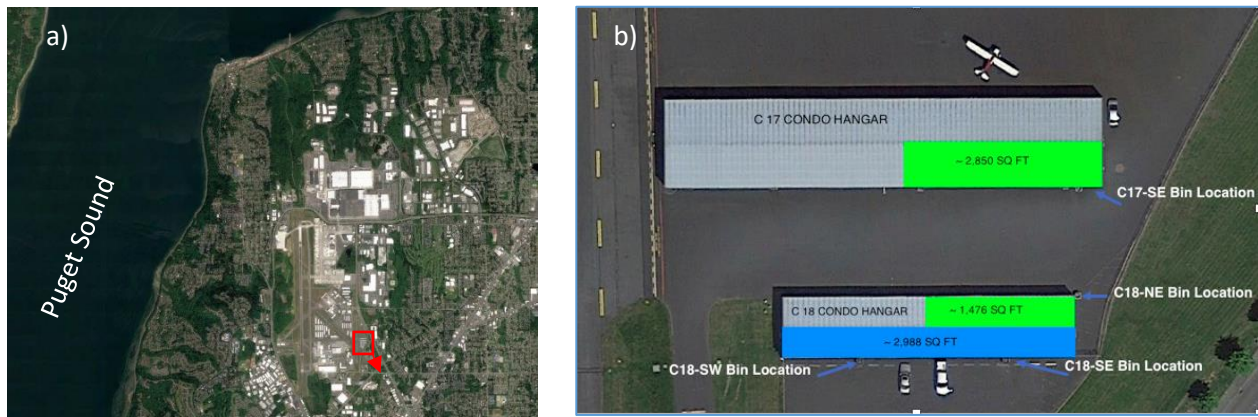 a)
Puget Sound
b)
C 17 CONDO HANGAR
~ 2,850 SQ FT
C17-SE Bin Location
C18-NE Bin Location
C 18 CONDO HANGAR
~ 1,476 SQ FT
~ 2,988 SQ FT
C18-SW Bin Location
C18-SE Bin Location